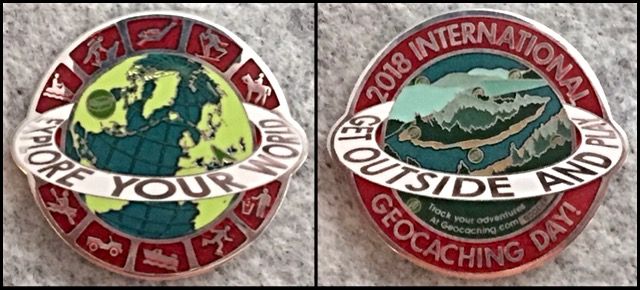 EXPLORE YOUR WORLD
2018 INTERNATIONAL
GET OUTSIDE AND PLAY
Track your adventures
At Geocaching.com
GEOCACHING DAY!